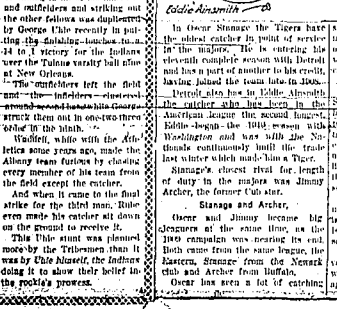 and outfielders and striking out
the other fellows was duplicated
by George Uhle recently in put-
ting the finishing touches to a
14 to 1 victory for the Indians
over the Tulane varsity ball nine
at New Orleans.
The outfielders left the field
and the infielders clustered
around second base while George
struck them out in one-two-three
order in the ninth.
Waddell, while with the Ath-
letics some years ago, made the
Albany team furious by chasing
every member of his team from
the field except the catcher.
And when it came to the final
strike for the third man, Rube
even made his catcher sit down
on the ground to receive it.
This Uhle stunt was planned
more by the Tribesmen than it
was by Uhle himself, the Indians
doing it to show their belief in
the rookie's prowess.
Eddie Ainsmith
In Oscar Stanage the Tigers have
the oldest catcher in point of service
in the majors. He is entering his
eleventh complete season with Detroit
and has a part of another to his credit,
having joined the team late in 1908.
Detroit also has in Eddie Ainsmith
the catcher who has been in the
American league the second longest.
Eddie began the 1910 season with
Washington and was with the Na-
tionals continuously until the trade
last winter which made him a Tiger.
Stanage's closest rival for length
of duty in the majors was Jimmy
Archer, the former Cub star.
Stanage and Archer,
Oscar and Jimmy became big
leaguers at the same time, as the
1909 campaign was nearing its end.
Both came from the same league, the
Eastern, Stanage from the Newark
club and Archer from Buffalo.
Oscar has seen a lot of catching